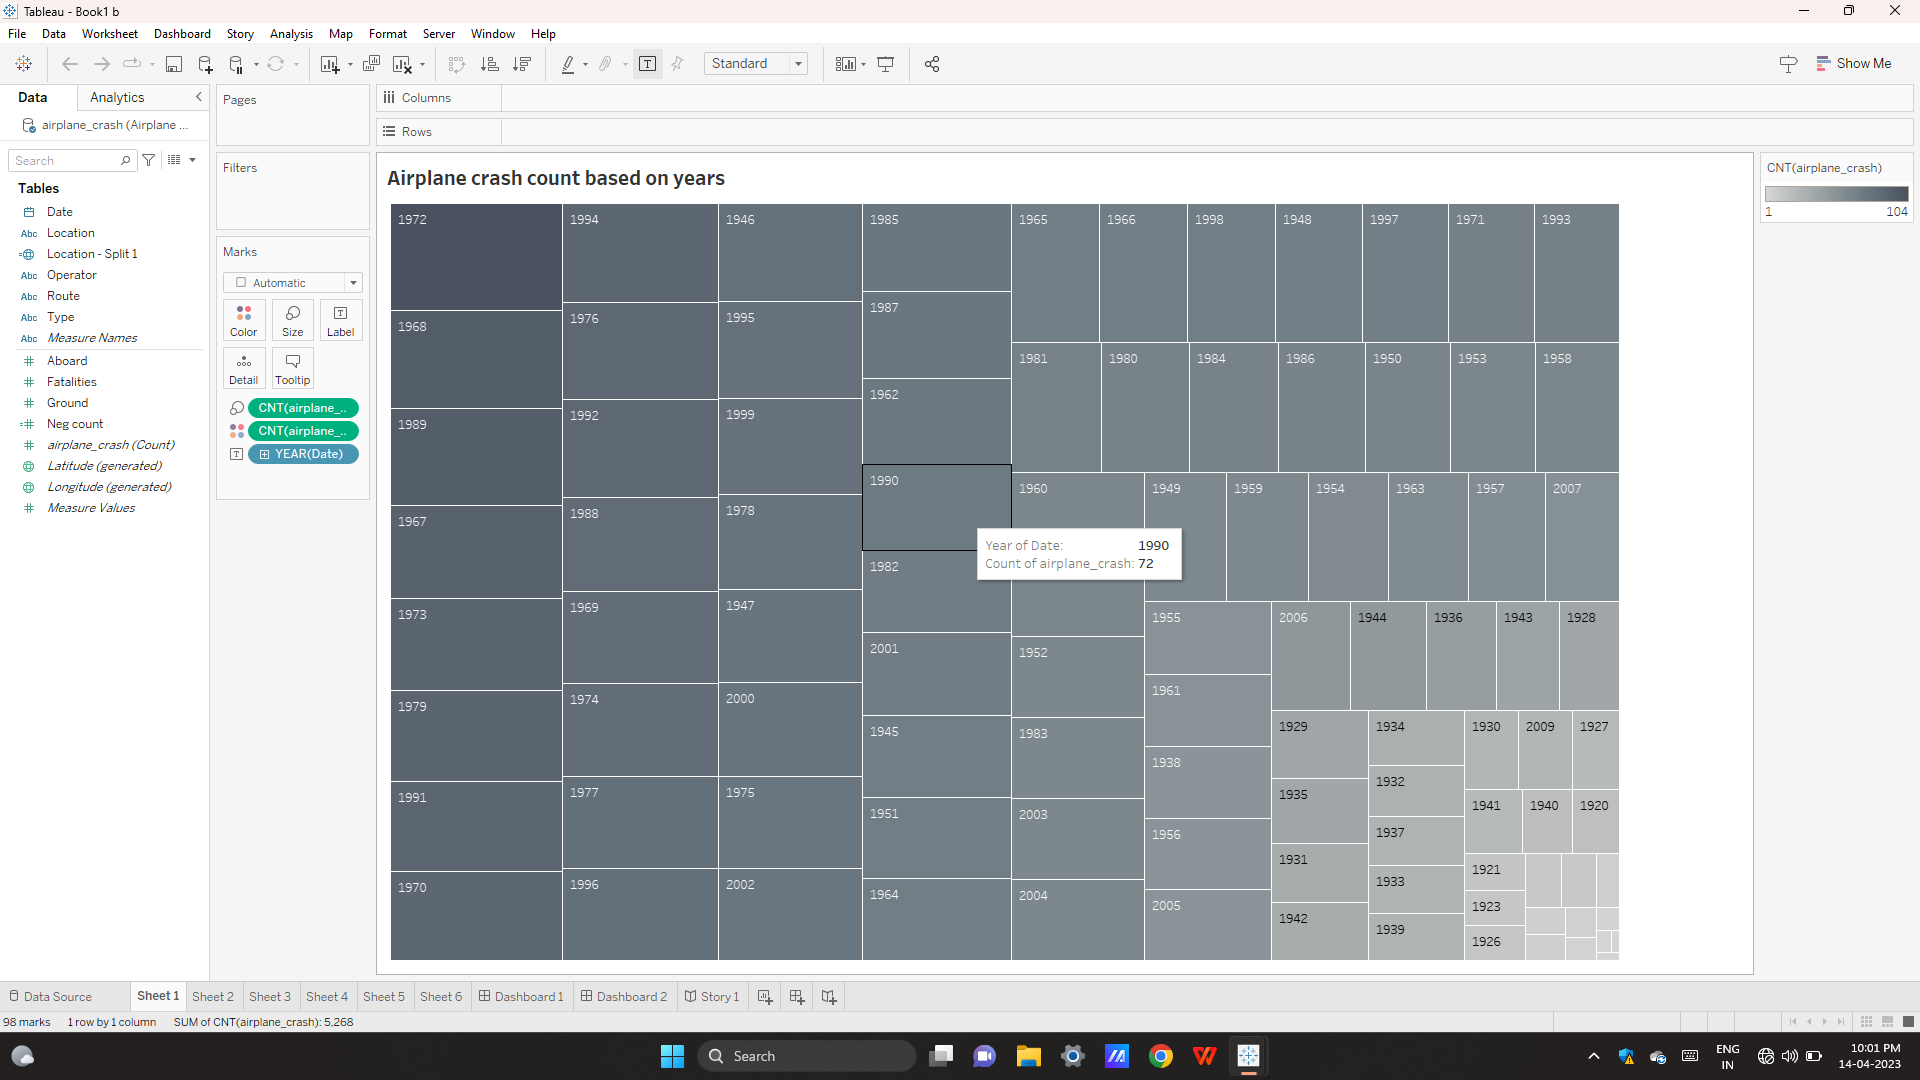 Tableau - Book1 b
File Data Worksheet Dashboard Story Analysis Map Format Server Window Help
Standard
Show Me
Data Analytics
airplane_crash (Airplane ...
Search
Tables
Date
Abc Location
Location - Split 1
Abc Operator
Abc Route
Abc Type
Abc Measure Names
Aboard
Fatalities
Ground
Neg count
airplane_crash (Count)
Latitude (generated)
Longitude (generated)
Measure Values
Pages
Filters
Marks
Automatic
Color Size Label
Detail Tooltip
CNT(airplane_..
CNT(airplane_..
YEAR(Date)
Columns
Rows
Airplane crash count based on years
1972
1968
1989
1967
1973
1979
1991
1970
1994
1976
1992
1988
1969
1974
1977
1996
1946
1995
1999
1978
1947
2000
1975
2002
1985
1987
1962
1990
1982
2001
1945
1951
1964
1965 1966 1998 1948 1997 1971 1993
1981 1980 1984 1986 1950 1953 1958
1960
1952
1983
2003
2004
1949 1959 1954 1963 1957 2007
Year of Date: 1990
Count of airplane_crash: 72
1955
1961
1938
1956
2005
2006 1944 1936 1943 1928
1929
1935
1931
1942
1934
1932
1937
1933
1939
1930 2009 1927
1941 1940 1920
1921
1923
1926
CNT(airplane_crash)
1 104
Data Source Sheet 1 Sheet 2 Sheet 3 Sheet 4 Sheet 5 Sheet 6 Dashboard 1 Dashboard 2 Story 1
98 marks 1 row by 1 column SUM of CNT(airplane_crash): 5,268
Search
ENG
IN
10:01 PM
14-04-2023